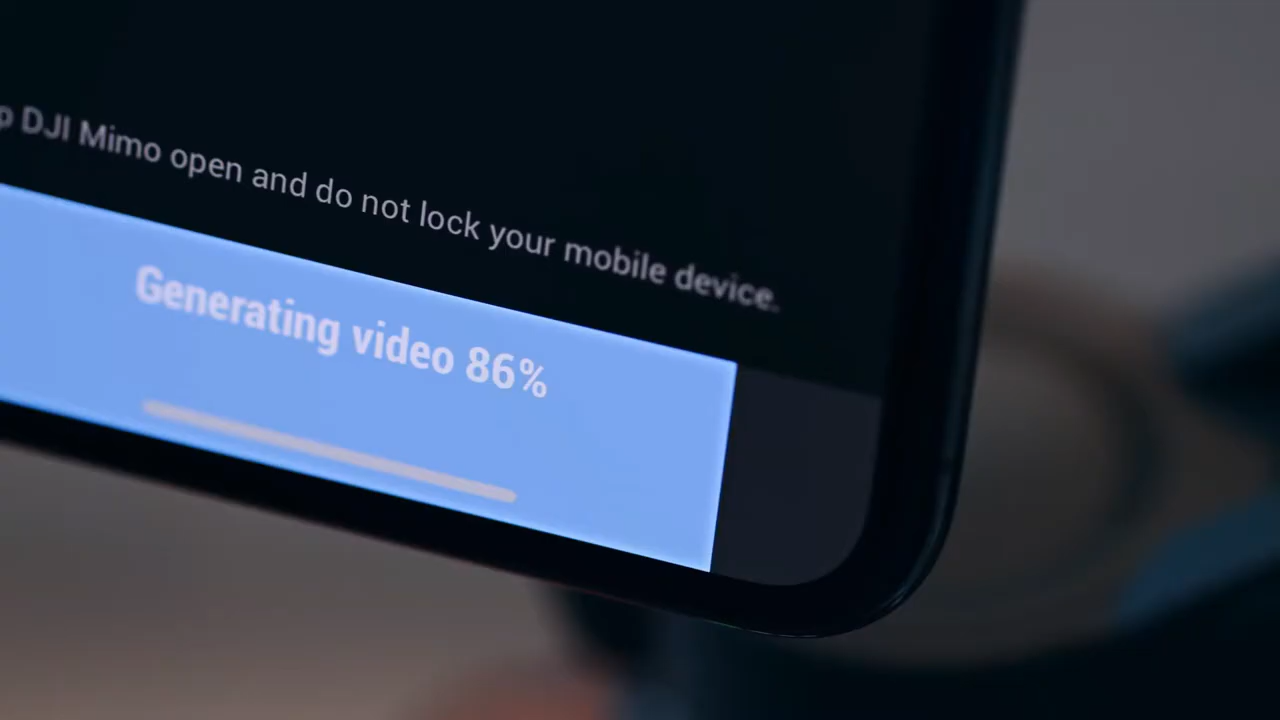 p DJI Mimo open and do not lock your mobile device.
Generating video 86%